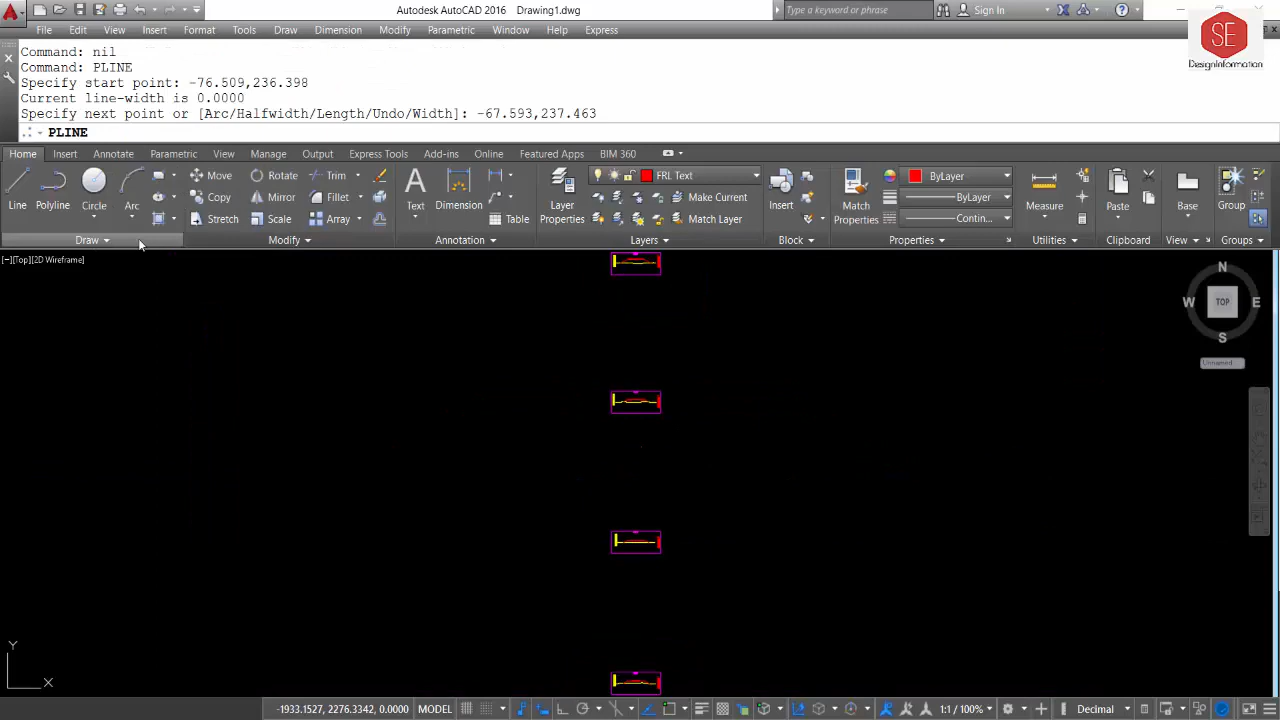 Autodesk AutoCAD 2016 Drawing1.dwg
Type a keyword or phrase
Sign In
File Edit View Insert Format Tools Draw Dimension Modify Parametric Window Help Express
SE
DesignInformation
Command: nil
Command: PLINE
Specify start point: -76.509,236.398
Current line-width is 0.0000
Specify next point or [Arc/Halfwidth/Length/Undo/Width]: -67.593,237.463
PLINE
Home Insert Annotate Parametric View Manage Output Express Tools Add-ins Online Featured Apps BIM 360
Line Polyline Circle Arc
Move Rotate Trim
Copy Mirror Fillet
Stretch Scale Array
Text Dimension Table
Layer Properties
FRL Text
Make Current
Match Layer
Insert
Match Properties
ByLayer
ByLayer
Contin...
Measure
Paste
Base
Group
Draw Modify Annotation Layers Block Properties Utilities Clipboard View Groups
[−][Top][2D Wireframe]
N
W TOP E
S
Unnamed
Y
X
-1933.1527, 2276.3342, 0.0000 MODEL 1:1 / 100% Decimal